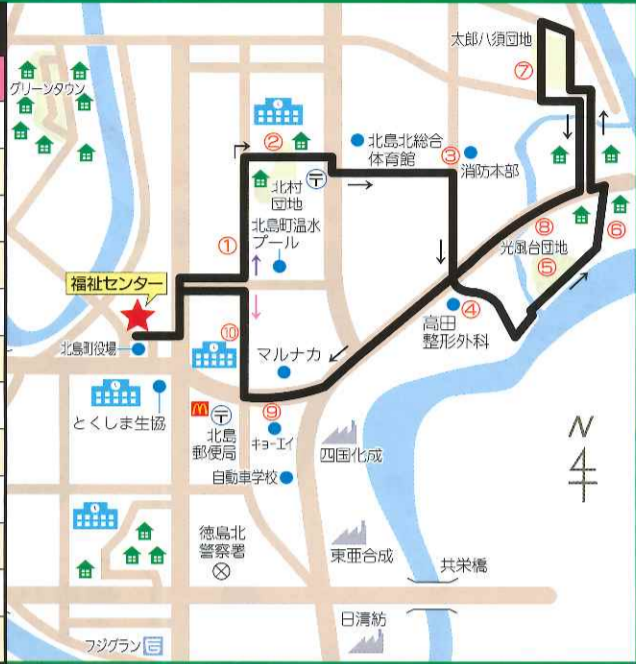 太郎八須団地
⑦
グリーンタウン
②
北島北総合
体育館
③
消防本部
北村
団地
〒
北島町温水
プール
①
⑧
光風台団地
⑤
⑥
福祉センター
北島町役場
⑩
④
高田
整形外科
マルナカ
とくしま生協
M
〒
北島
郵便局
⑨
キョーエイ
四国化成
自動車学校
N
徳島北
警察署
東亜合成
共栄橋
日清紡
フジグラン